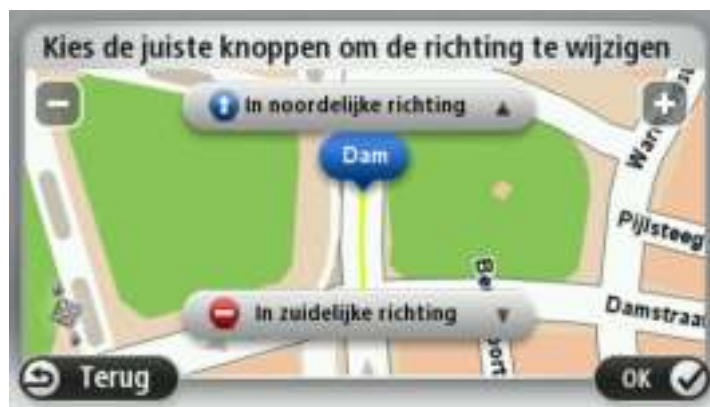 Kies de juiste knoppen om de richting te wijzigen
In noordelijke richting
Dam
Pijlsteeg
Damstraa
In zuidelijke richting
Terug
OK